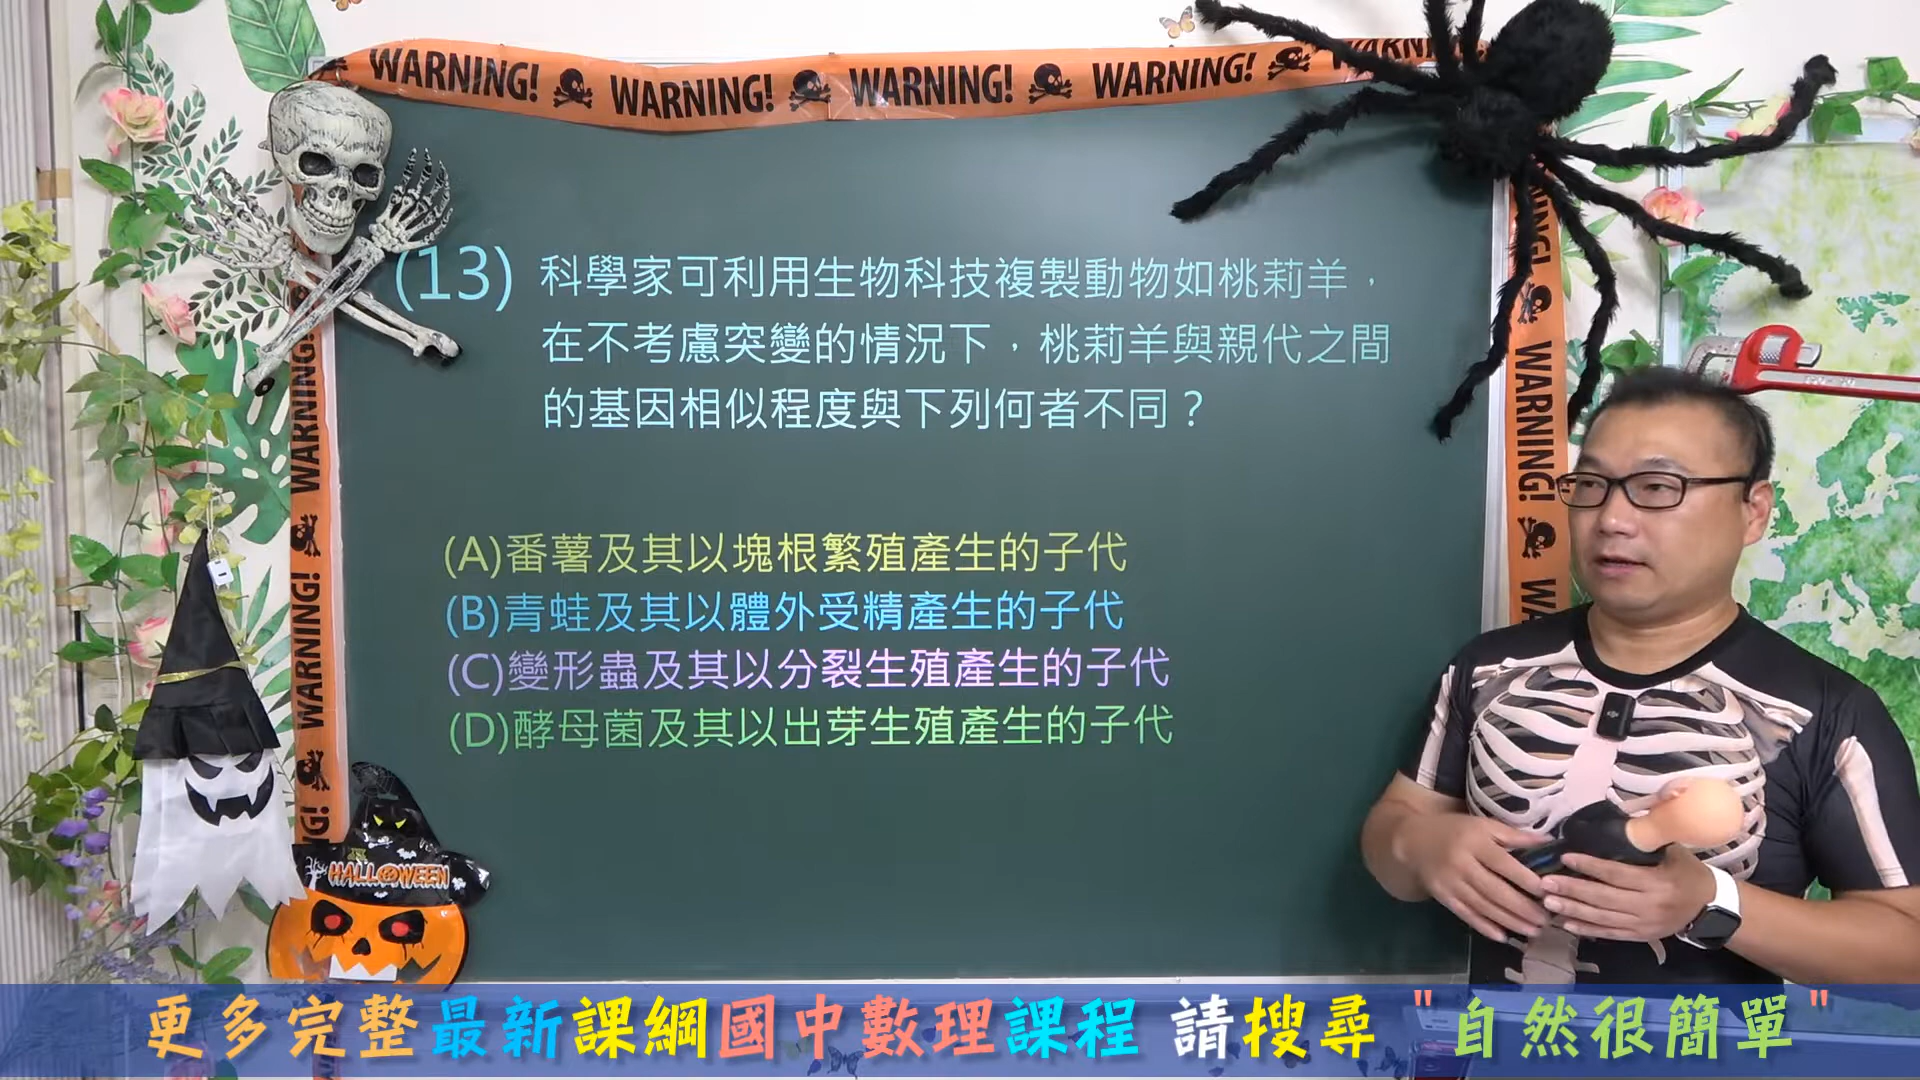 WARNING! WARNING! WARNING! WARNING!
(13) 科學家可利用生物科技複製動物如桃莉羊，
在不考慮突變的情況下，桃莉羊與親代之間
的基因相似程度與下列何者不同？
(A)番薯及其以塊根繁殖產生的子代
(B)青蛙及其以體外受精產生的子代
(C)變形蟲及其以分裂生殖產生的子代
(D)酵母菌及其以出芽生殖產生的子代
WARNING!
WARNING!
WARNING!
HALLOWEEN
更多完整最新課綱國中數理課程 請搜尋 "自然很簡單"